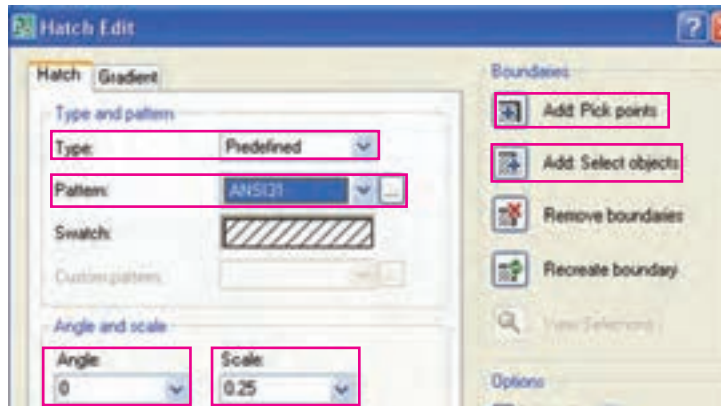 Hatch Edit
Hatch Gradient
Type and pattern
Type: Predefined
Pattern: ANSI31 ...
Swatch:
Custom pattern:
Angle and scale
Angle: Scale:
0 0.25
Boundaries
Add: Pick points
Add: Select objects
Remove boundaries
Recreate boundary
View Selections
Options